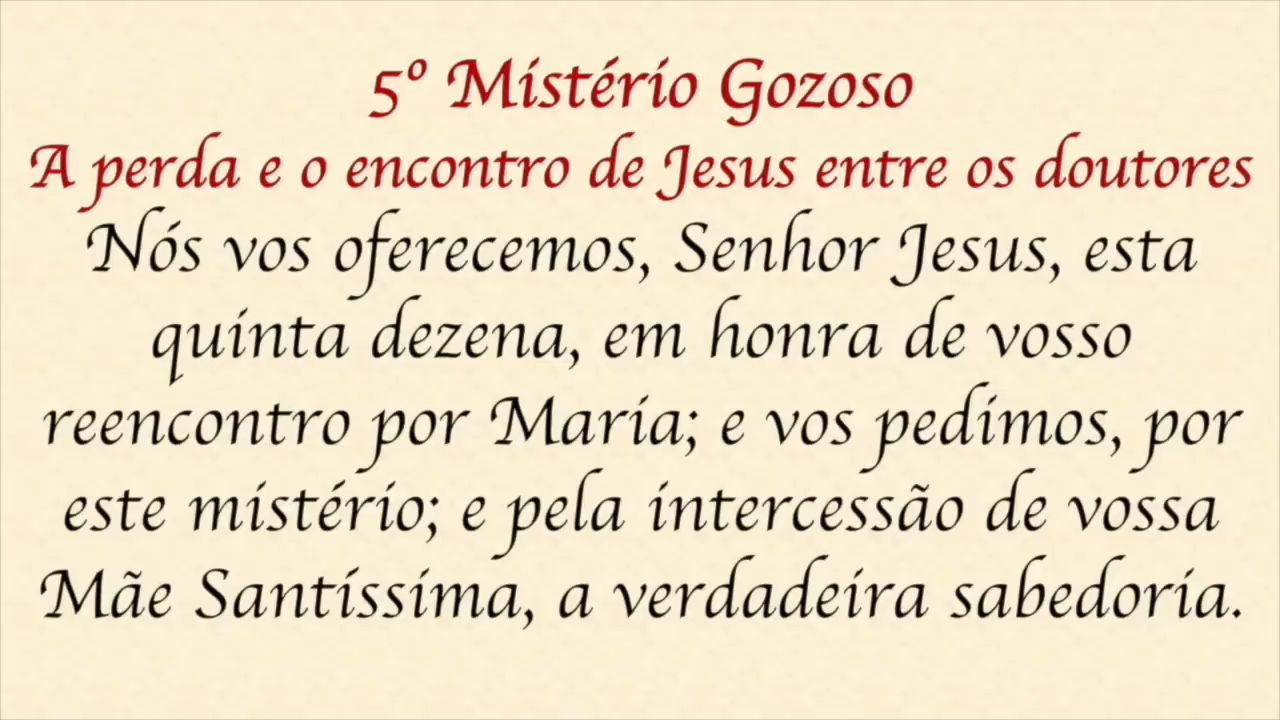 5º Mistério Gozoso
A perda e o encontro de Jesus entre os doutores
Nós vos oferecemos, Senhor Jesus, esta
quinta dezena, em honra de vosso
reencontro por Maria; e vos pedimos, por
este mistério; e pela intercessão de vossa
Mãe Santíssima, a verdadeira sabedoria.